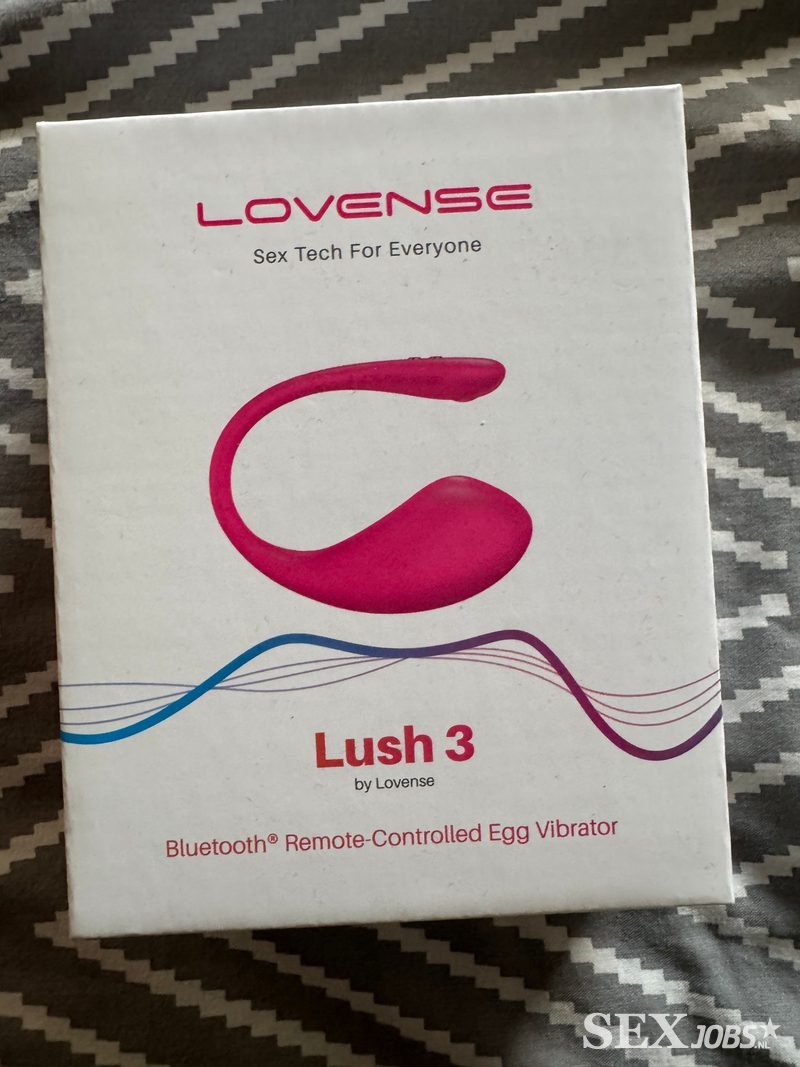 LOVENSE
Sex Tech For Everyone
Lush 3
by Lovense
Bluetooth® Remote-Controlled Egg Vibrator
SEXJOBS.NL